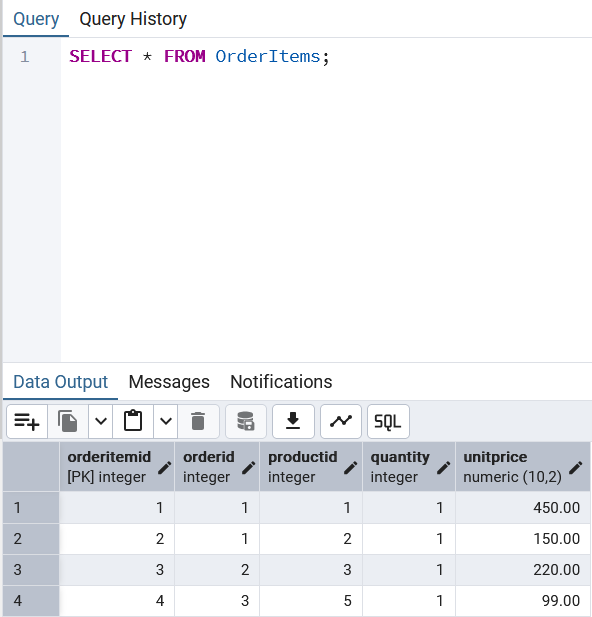 Query Query History
1 SELECT * FROM OrderItems;
Data Output Messages Notifications
SQL
orderitemid orderid productid quantity unitprice
[PK] integer integer integer integer numeric (10,2)
1 1 1 1 1 450.00
2 2 1 2 1 150.00
3 3 2 3 1 220.00
4 4 3 5 1 99.00